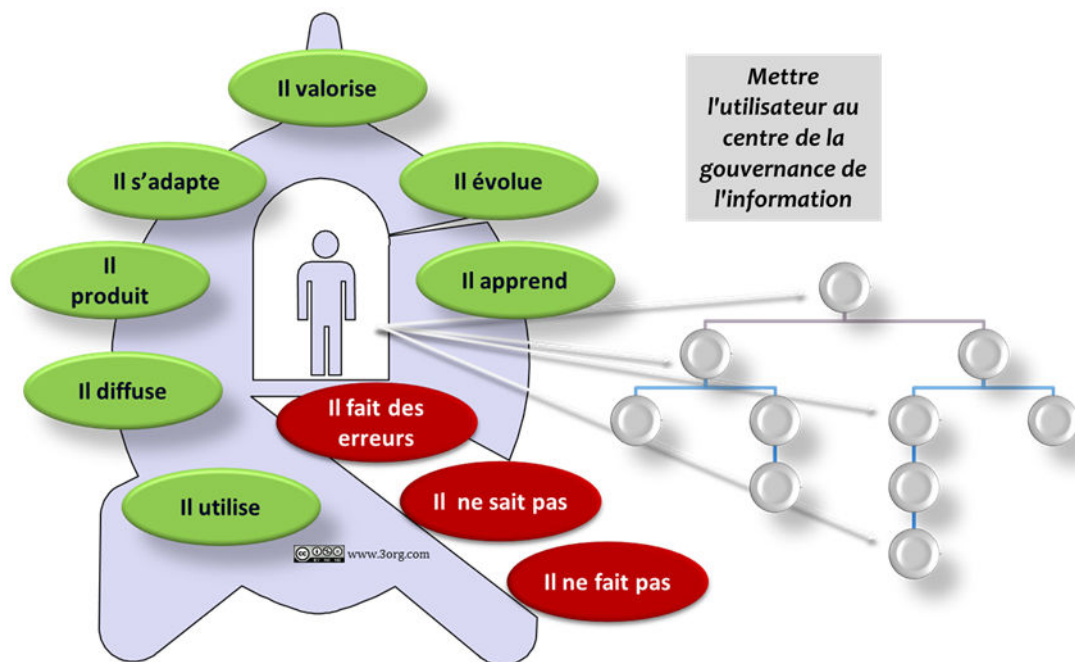 Il valorise
Mettre
l'utilisateur au
centre de la
gouvernance de
l'information
Il s’adapte
Il évolue
Il
produit
Il apprend
Il diffuse
Il fait des
erreurs
Il utilise
Il ne sait pas
www.3org.com
Il ne fait pas